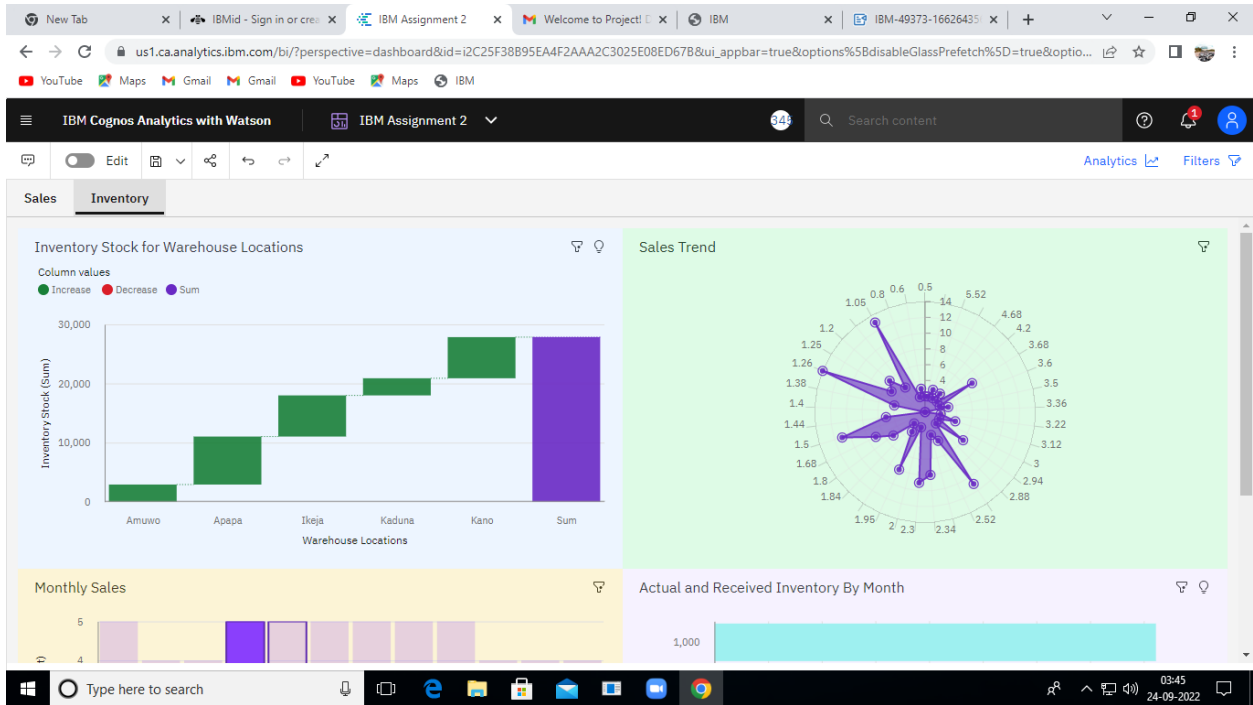 New Tab
IBMid - Sign in or crea
IBM Assignment 2
Welcome to Project!
IBM
IBM-49373-16626435
us1.ca.analytics.ibm.com/bi/?perspective=dashboard&id=i2C25F38B95EA4F2AAA2C3025E08ED67B&ui_appbar=true&options%5BdisableGlassPrefetch%5D=true&optio...
YouTube Maps Gmail Gmail YouTube Maps IBM
IBM Cognos Analytics with Watson IBM Assignment 2 345 Search content 1
Edit Analytics Filters
Sales Inventory
Inventory Stock for Warehouse Locations
Column values
Increase Decrease Sum
30,000
20,000
10,000
0
Inventory Stock (Sum)
Amuwo Apapa Ikeja Kaduna Kano Sum
Warehouse Locations
Sales Trend
0.5
5.52
4.68
4.2
3.68
3.6
3.5
3.36
3.22
3.12
3
2.94
2.88
2.52
2.34
2.3
2
1.95
1.84
1.8
1.68
1.5
1.44
1.4
1.38
1.26
1.25
1.2
1.05
0.8
0.6
14
12
10
8
6
4
Monthly Sales
5
4
Actual and Received Inventory By Month
1,000
Type here to search
03:45
24-09-2022